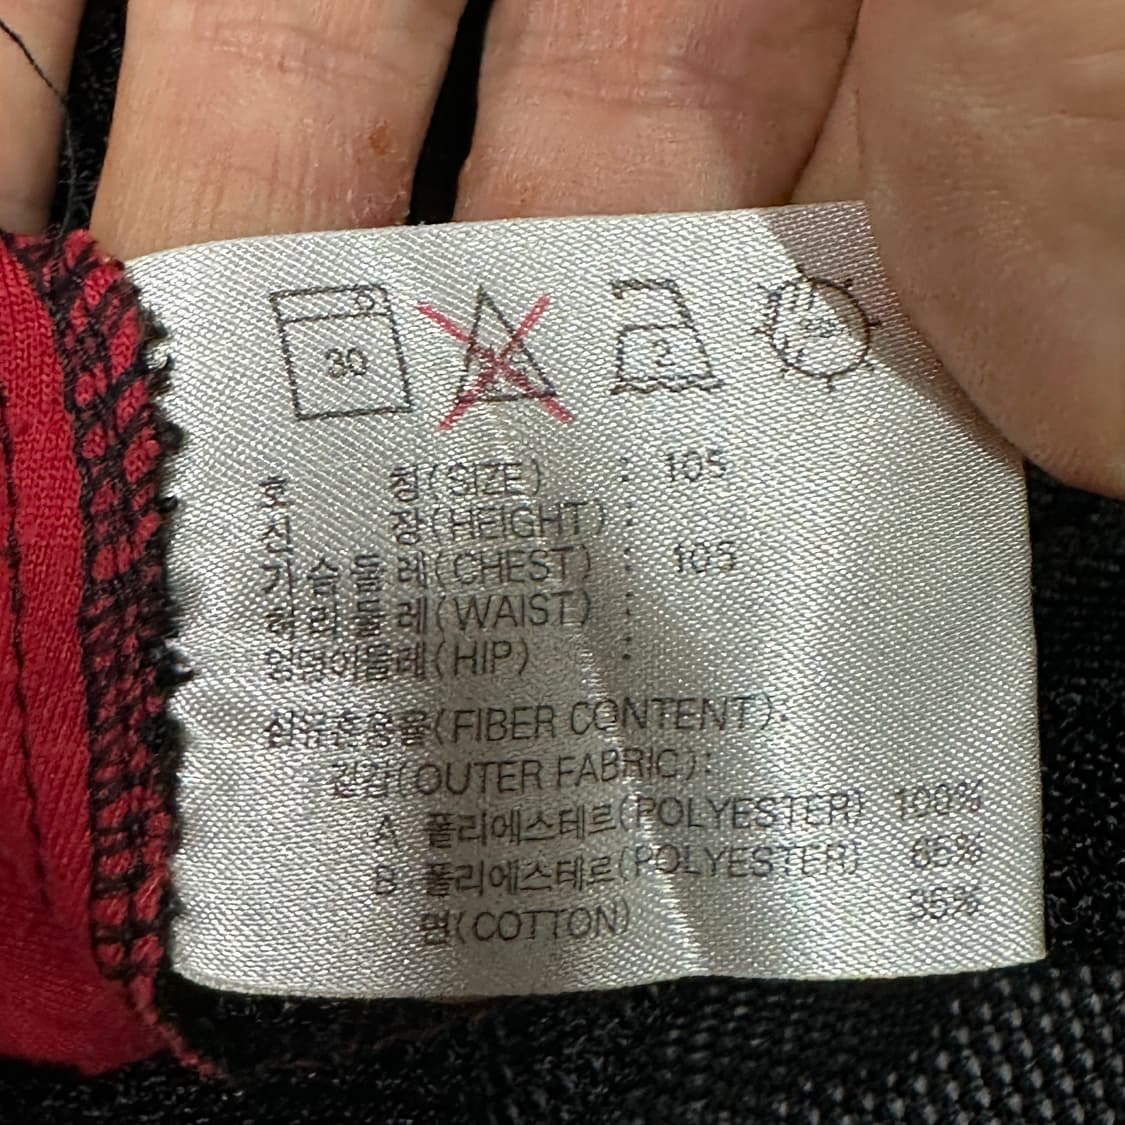 30 2
호 칭(SIZE) : 105
신 장(HEIGHT) :
가슴둘레(CHEST) : 105
허리둘레(WAIST) :
엉덩이둘레(HIP) :
섬유혼용율(FIBER CONTENT):
겉감(OUTER FABRIC):
A 폴리에스테르(POLYESTER) 100%
B 폴리에스테르(POLYESTER) 65%
면(COTTON) 35%